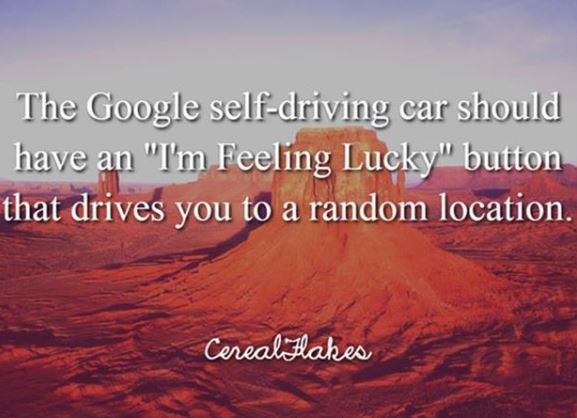 The Google self-driving car should
have an "I'm Feeling Lucky" button
that drives you to a random location.
CerealFlakes